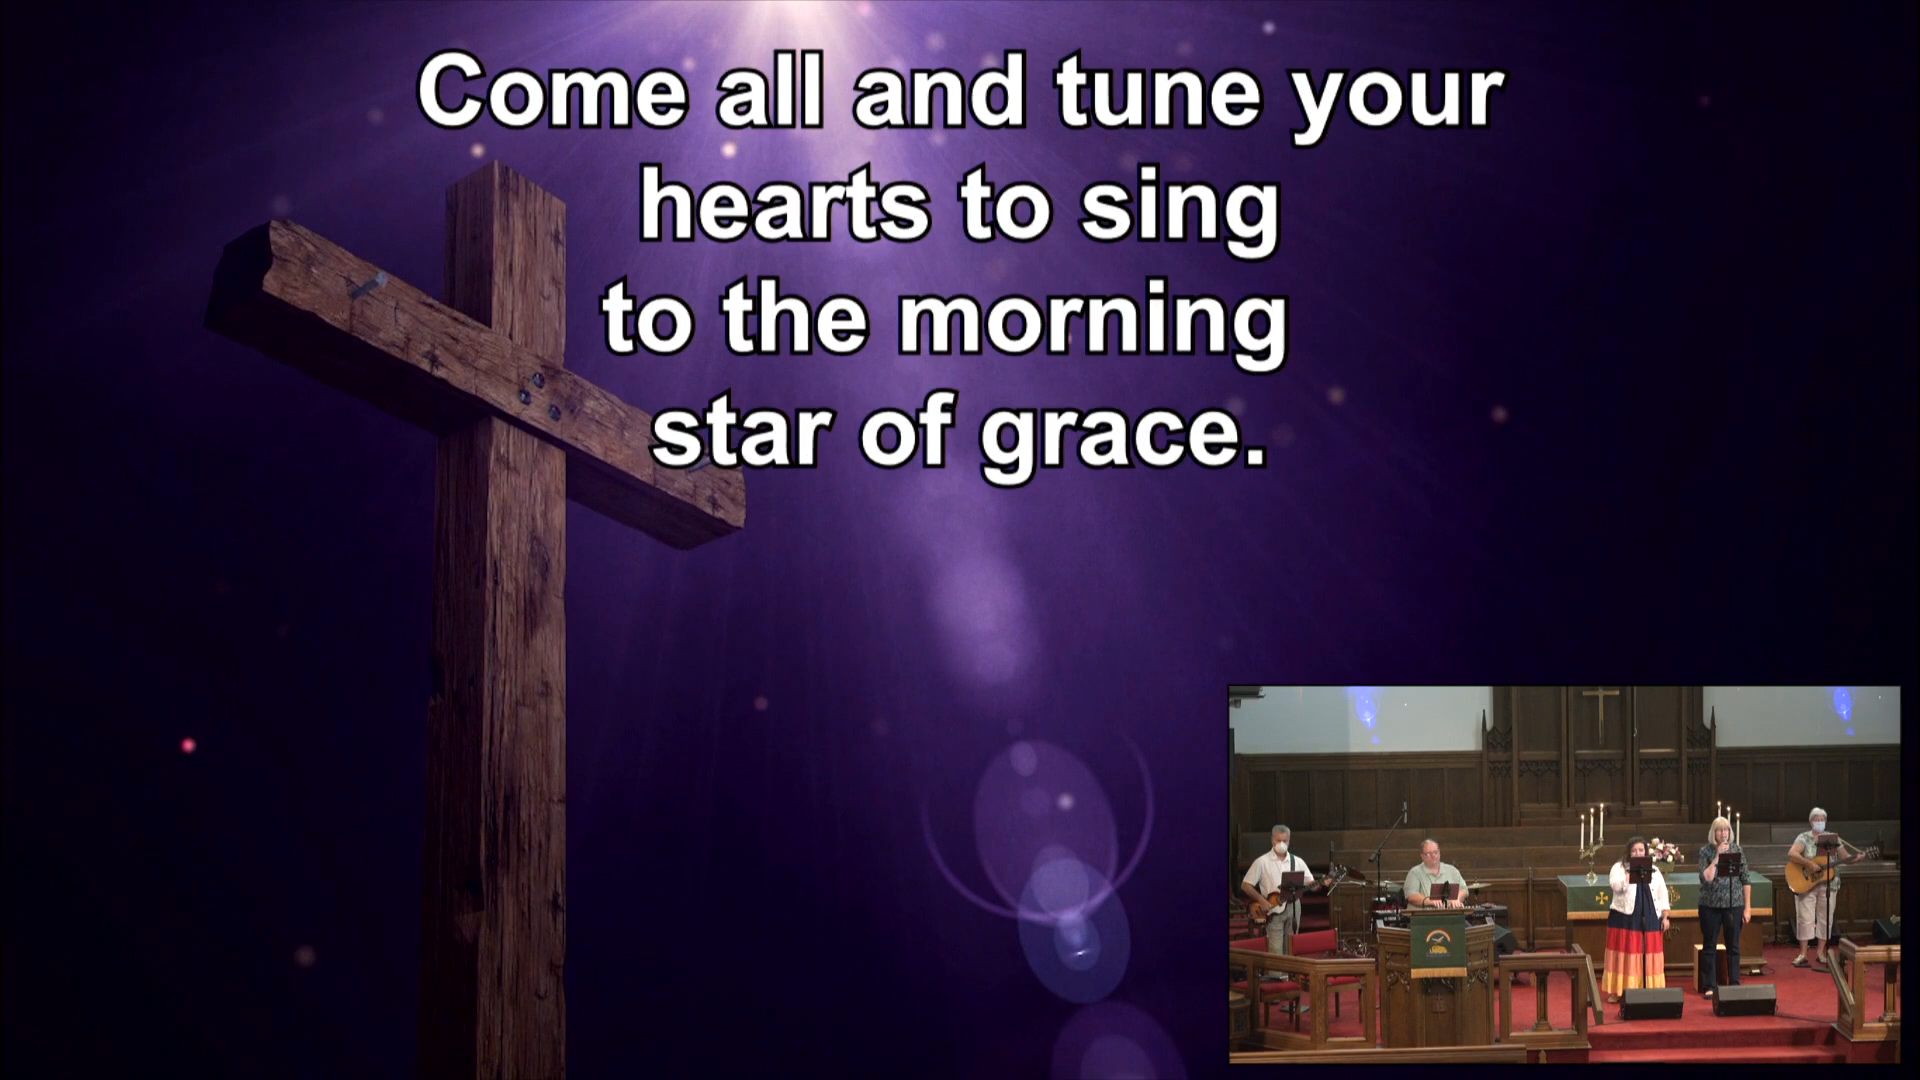 Come all and tune your
hearts to sing
to the morning
star of grace.